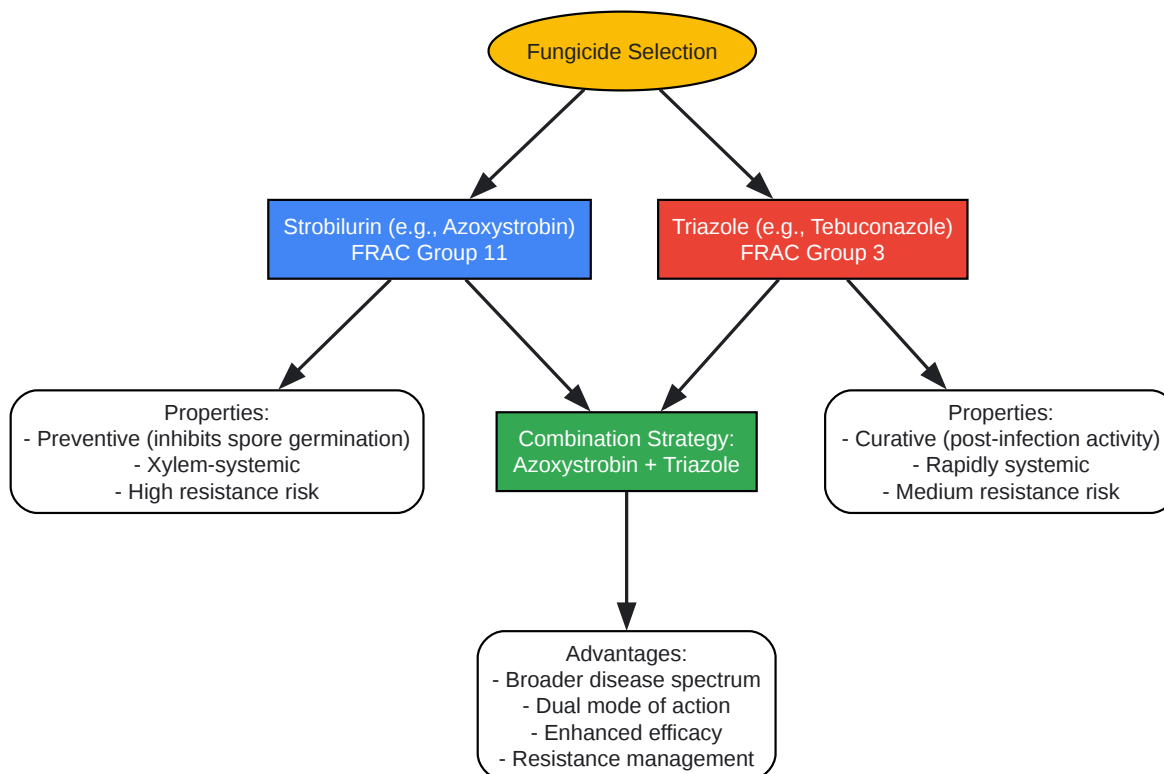 Fungicide Selection
Strobilurin (e.g., Azoxystrobin)
FRAC Group 11
Triazole (e.g., Tebuconazole)
FRAC Group 3
Properties:
- Preventive (inhibits spore germination)
- Xylem-systemic
- High resistance risk
Combination Strategy:
Azoxystrobin + Triazole
Properties:
- Curative (post-infection activity)
- Rapidly systemic
- Medium resistance risk
Advantages:
- Broader disease spectrum
- Dual mode of action
- Enhanced efficacy
- Resistance management